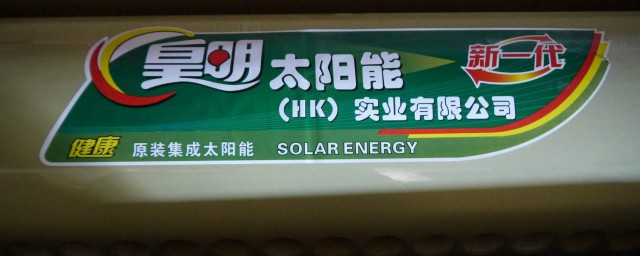 皇明太阳能 新一代
(HK) 实业有限公司
健康 原装集成太阳能 SOLAR ENERGY